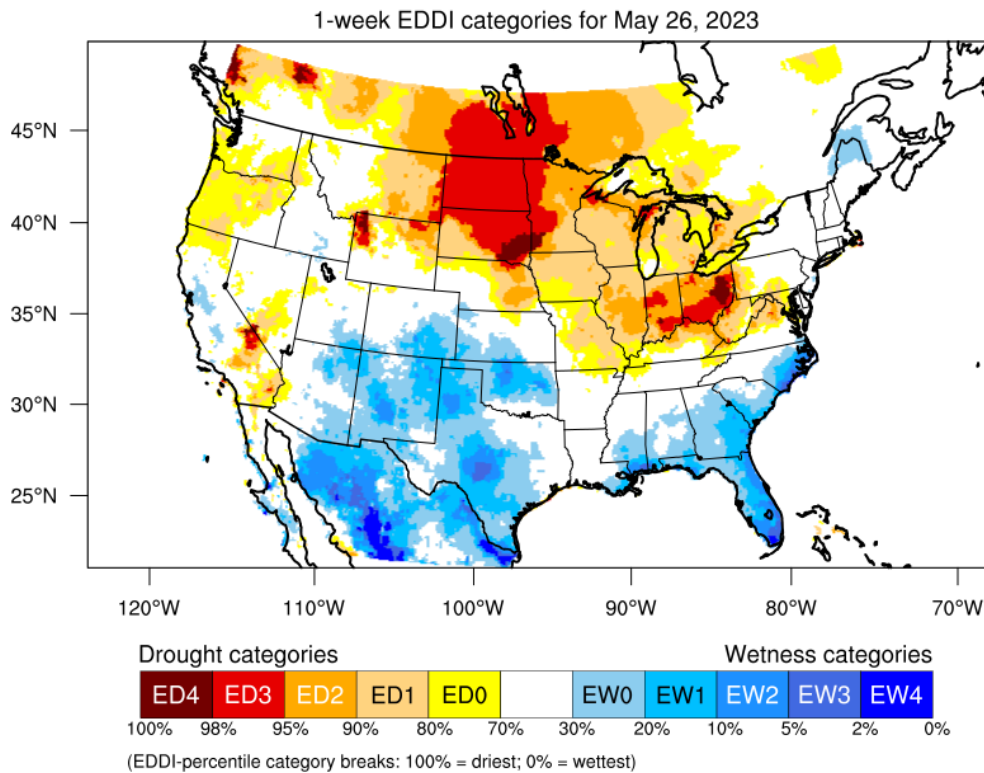 1-week EDDI categories for May 26, 2023
45°N
40°N
35°N
30°N
25°N
120°W 110°W 100°W 90°W 80°W 70°W
Drought categories Wetness categories
ED4 ED3 ED2 ED1 ED0 EW0 EW1 EW2 EW3 EW4
100% 98% 95% 90% 80% 70% 30% 20% 10% 5% 2% 0%
(EDDI-percentile category breaks: 100% = driest; 0% = wettest)